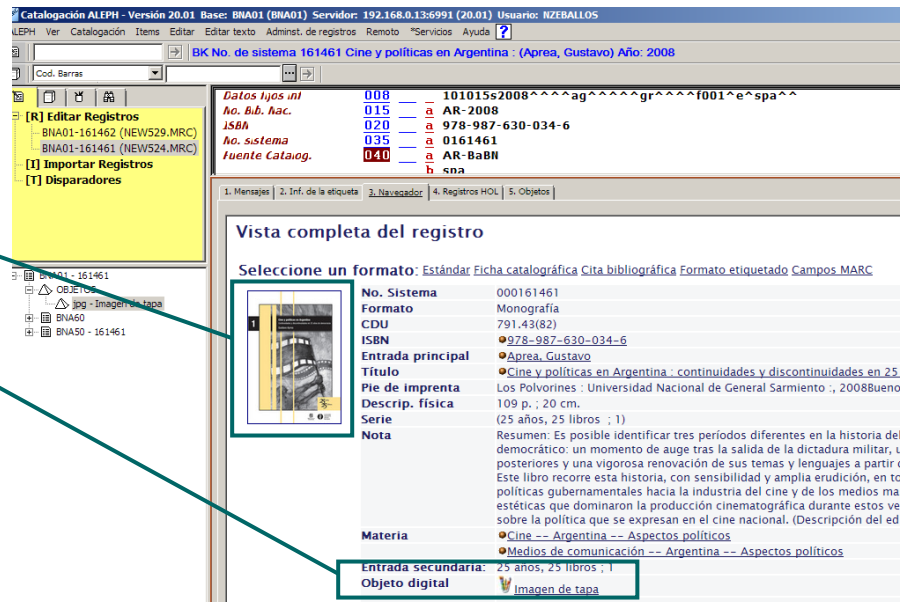 Catalogación ALEPH - Versión 20.01 Base: BNA01 (BNA01) Servidor: 192.168.0.13:6991 (20.01) Usuario: NZEBALLOS
ALEPH Ver Catalogación Items Editar Editar texto Adminst. de registros Remoto *Servicios Ayuda ?
BK No. de sistema 161461 Cine y políticas en Argentina : (Aprea, Gustavo) Año: 2008
Cod. Barras
[R] Editar Registros
BNA01-161462 (NEW529.MRC)
BNA01-161461 (NEW524.MRC)
[I] Importar Registros
[T] Disparadores
Datos fijos inf 008 101015s2008^^^^ag^^^^^gr^^^^f001^e^spa^^
No. Bib. Nac. 015 a AR-2008
ISBN 020 a 978-987-630-034-6
No. sistema 035 a 0161461
Fuente Catalog. 040 a AR-BaBN
b spa
1. Mensajes 2. Inf. de la etiqueta 3. Navegador 4. Registros HOL 5. Objetos
BNA01 - 161461
OBJETOS
jpg - Imagen de tapa
BNA60
BNA50 - 161461
Vista completa del registro
Seleccione un formato: Estándar Ficha catalográfica Cita bibliográfica Formato etiquetado Campos MARC
1
No. Sistema 000161461
Formato Monografía
CDU 791.43(82)
ISBN 978-987-630-034-6
Entrada principal Aprea, Gustavo
Título Cine y políticas en Argentina : continuidades y discontinuidades en 25
Pie de imprenta Los Polvorines : Universidad Nacional de General Sarmiento :, 2008Bueno
Descrip. física 109 p. ; 20 cm.
Serie (25 años, 25 libros ; 1)
Nota Resumen: Es posible identificar tres períodos diferentes en la historia del
democrático: un momento de auge tras la salida de la dictadura militar, u
posteriores y una vigorosa renovación de sus temas y lenguajes a partir
Este libro recorre esta historia, con sensibilidad y amplia erudición, en to
políticas gubernamentales hacia la industria del cine y de los medios ma
estéticas que dominaron la producción cinematográfica durante estos ve
sobre la política que se expresan en el cine nacional. (Descripción del ed
Materia Cine -- Argentina -- Aspectos políticos
Medios de comunicación -- Argentina -- Aspectos políticos
Entrada secundaria: 25 años, 25 libros ; 1
Objeto digital Imagen de tapa